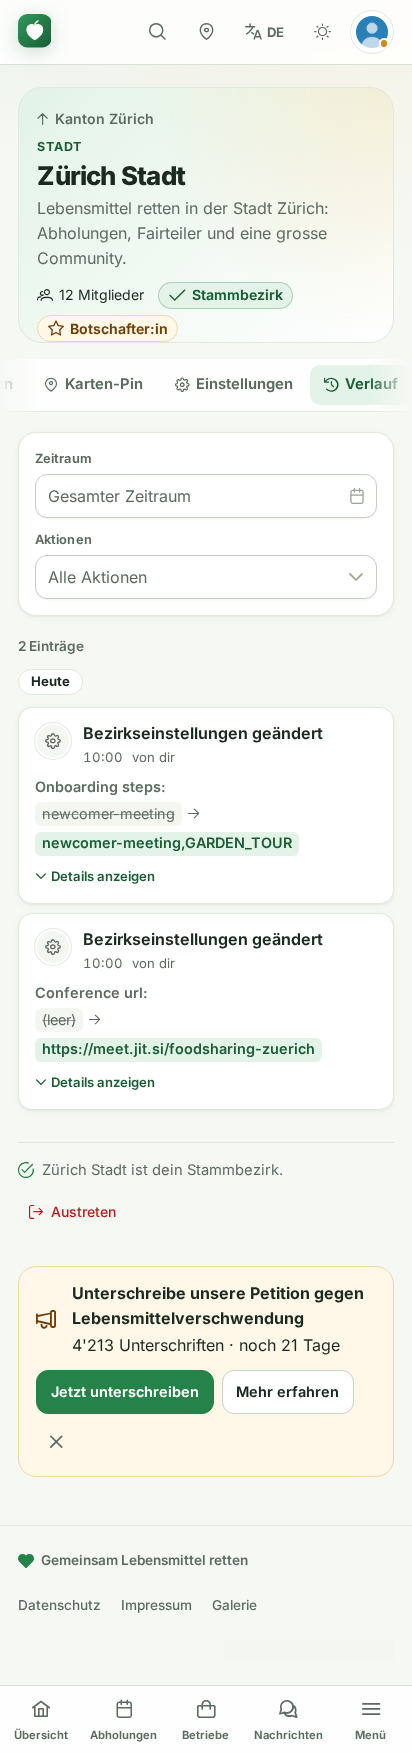 DE
Kanton Zürich
STADT
Zürich Stadt
Lebensmittel retten in der Stadt Zürich:
Abholungen, Fairteiler und eine grosse
Community.
12 Mitglieder Stammbezirk
Botschafter:in
en Karten-Pin Einstellungen Verlauf
Zeitraum
Gesamter Zeitraum
Aktionen
Alle Aktionen
2 Einträge
Heute
Bezirkseinstellungen geändert
10:00 von dir
Onboarding steps:
newcomer-meeting →
newcomer-meeting,GARDEN_TOUR
Details anzeigen
Bezirkseinstellungen geändert
10:00 von dir
Conference url:
(leer) →
https://meet.jit.si/foodsharing-zuerich
Details anzeigen
Zürich Stadt ist dein Stammbezirk.
Austreten
Unterschreibe unsere Petition gegen
Lebensmittelverschwendung
4'213 Unterschriften · noch 21 Tage
Jetzt unterschreiben Mehr erfahren
Gemeinsam Lebensmittel retten
Datenschutz Impressum Galerie
Übersicht Abholungen Betriebe Nachrichten Menü